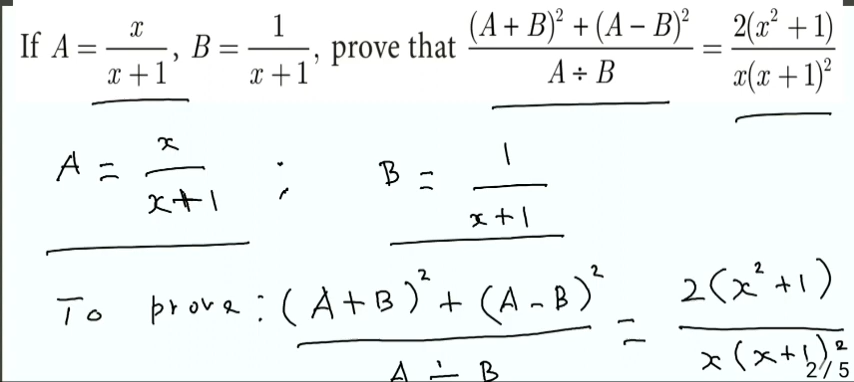 If A = x/(x+1), B = 1/(x+1), prove that ((A + B)² + (A − B)²)/(A ÷ B) = 2(x² + 1)/(x(x + 1)²)
A = x/(x+1) ; B = 1/(x+1)
To prove : ((A + B)² + (A - B)²)/(A ÷ B) = 2(x² + 1)/(x(x+1)²)
2/5